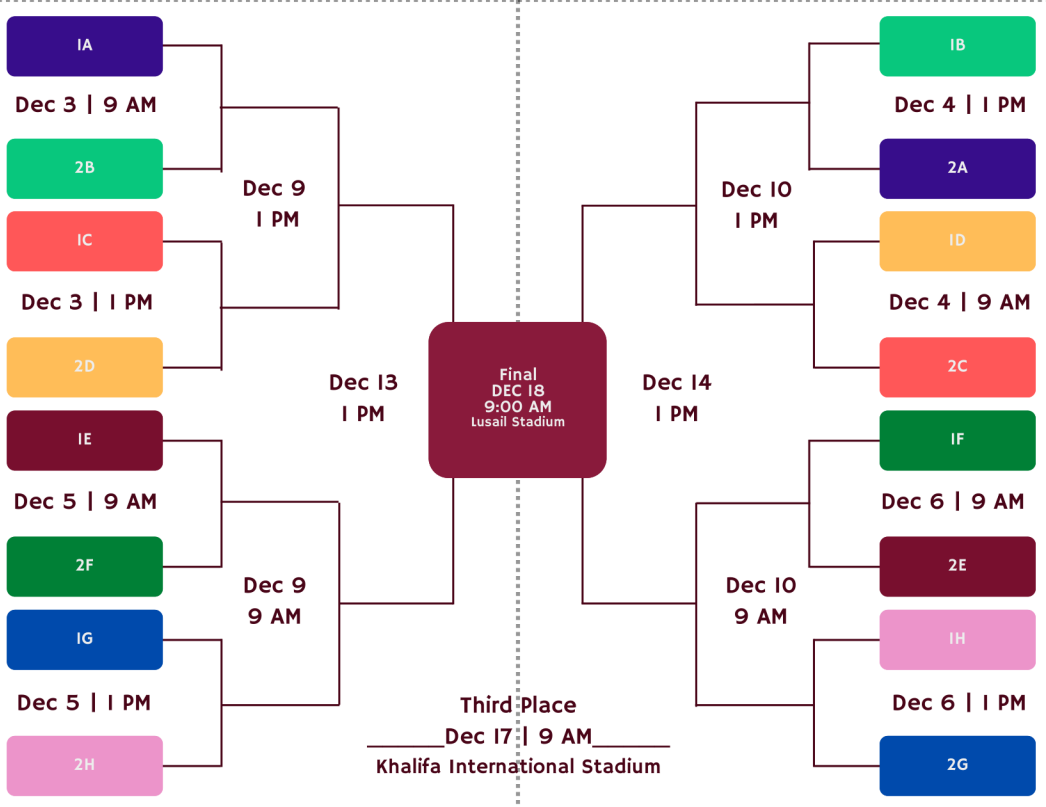 1A
Dec 3 | 9 AM
2B
1C
Dec 3 | 1 PM
2D
1E
Dec 5 | 9 AM
2F
1G
Dec 5 | 1 PM
2H
Dec 9
1 PM
Dec 9
9 AM
Dec 13
1 PM
Final
DEC 18
9:00 AM
Lusail Stadium
Third Place
______Dec 17 | 9 AM______
Khalifa International Stadium
Dec 14
1 PM
Dec 10
1 PM
Dec 10
9 AM
1B
Dec 4 | 1 PM
2A
1D
Dec 4 | 9 AM
2C
1F
Dec 6 | 9 AM
2E
1H
Dec 6 | 1 PM
2G